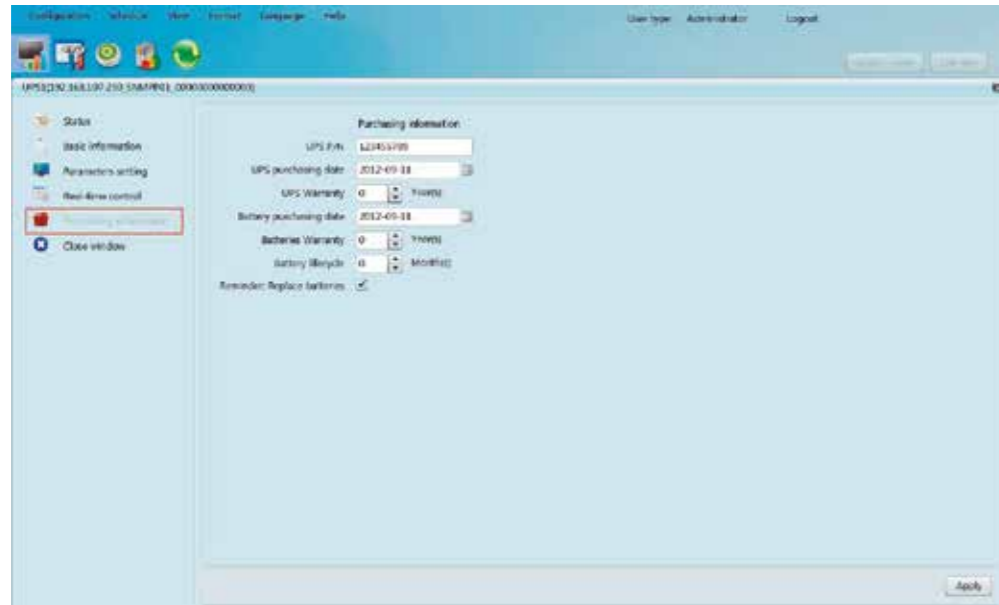 Configuration Schedule View Format Language Help User type Administrator Logout
Status
Basic information
Parameters setting
Real-time control
Close window
Purchasing information
UPS P/N
UPS purchasing date 2012-09-18
UPS Warranty 0 Year(s)
Battery purchasing date 2012-09-18
Batteries Warranty 0 Year(s)
Battery lifecycle 0 Month(s)
Reminder: Replace batteries
Apply